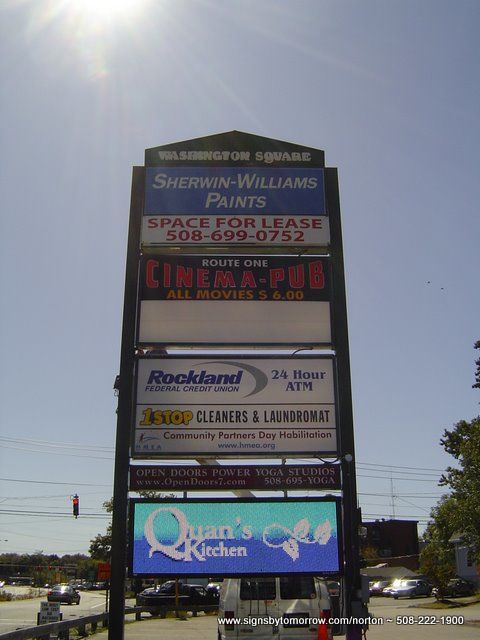 WASHINGTON SQUARE
SHERWIN-WILLIAMS
PAINTS
SPACE FOR LEASE
508-699-0752
ROUTE ONE
CINEMA-PUB
ALL MOVIES $ 6.00
Rockland
FEDERAL CREDIT UNION
24 Hour
ATM
1STOP CLEANERS & LAUNDROMAT
HMEA
Community Partners Day Habilitation
www.hmea.org
OPEN DOORS POWER YOGA STUDIOS
www.OpenDoors7.com 508-695-YOGA
Quan's
Kitchen
www.signsbytomorrow.com/norton ~ 508-222-1900